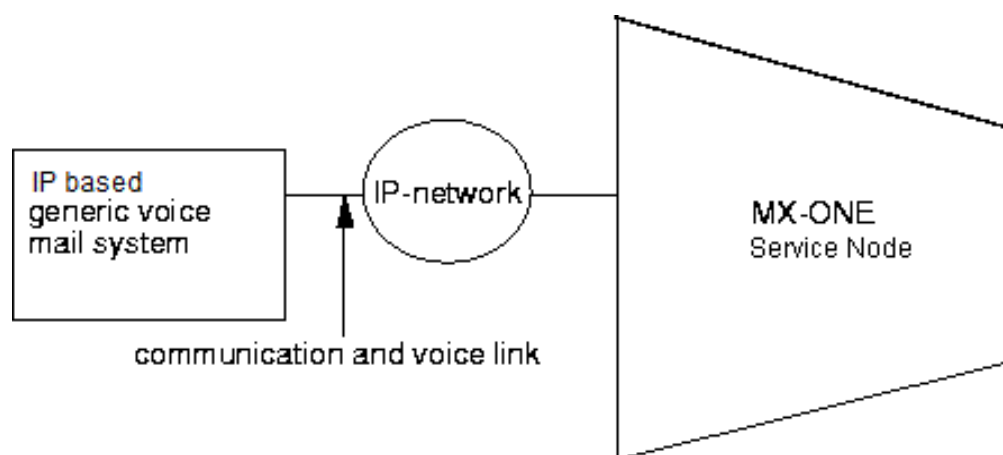 IP based
generic voice
mail system
IP-network
MX-ONE
Service Node
communication and voice link